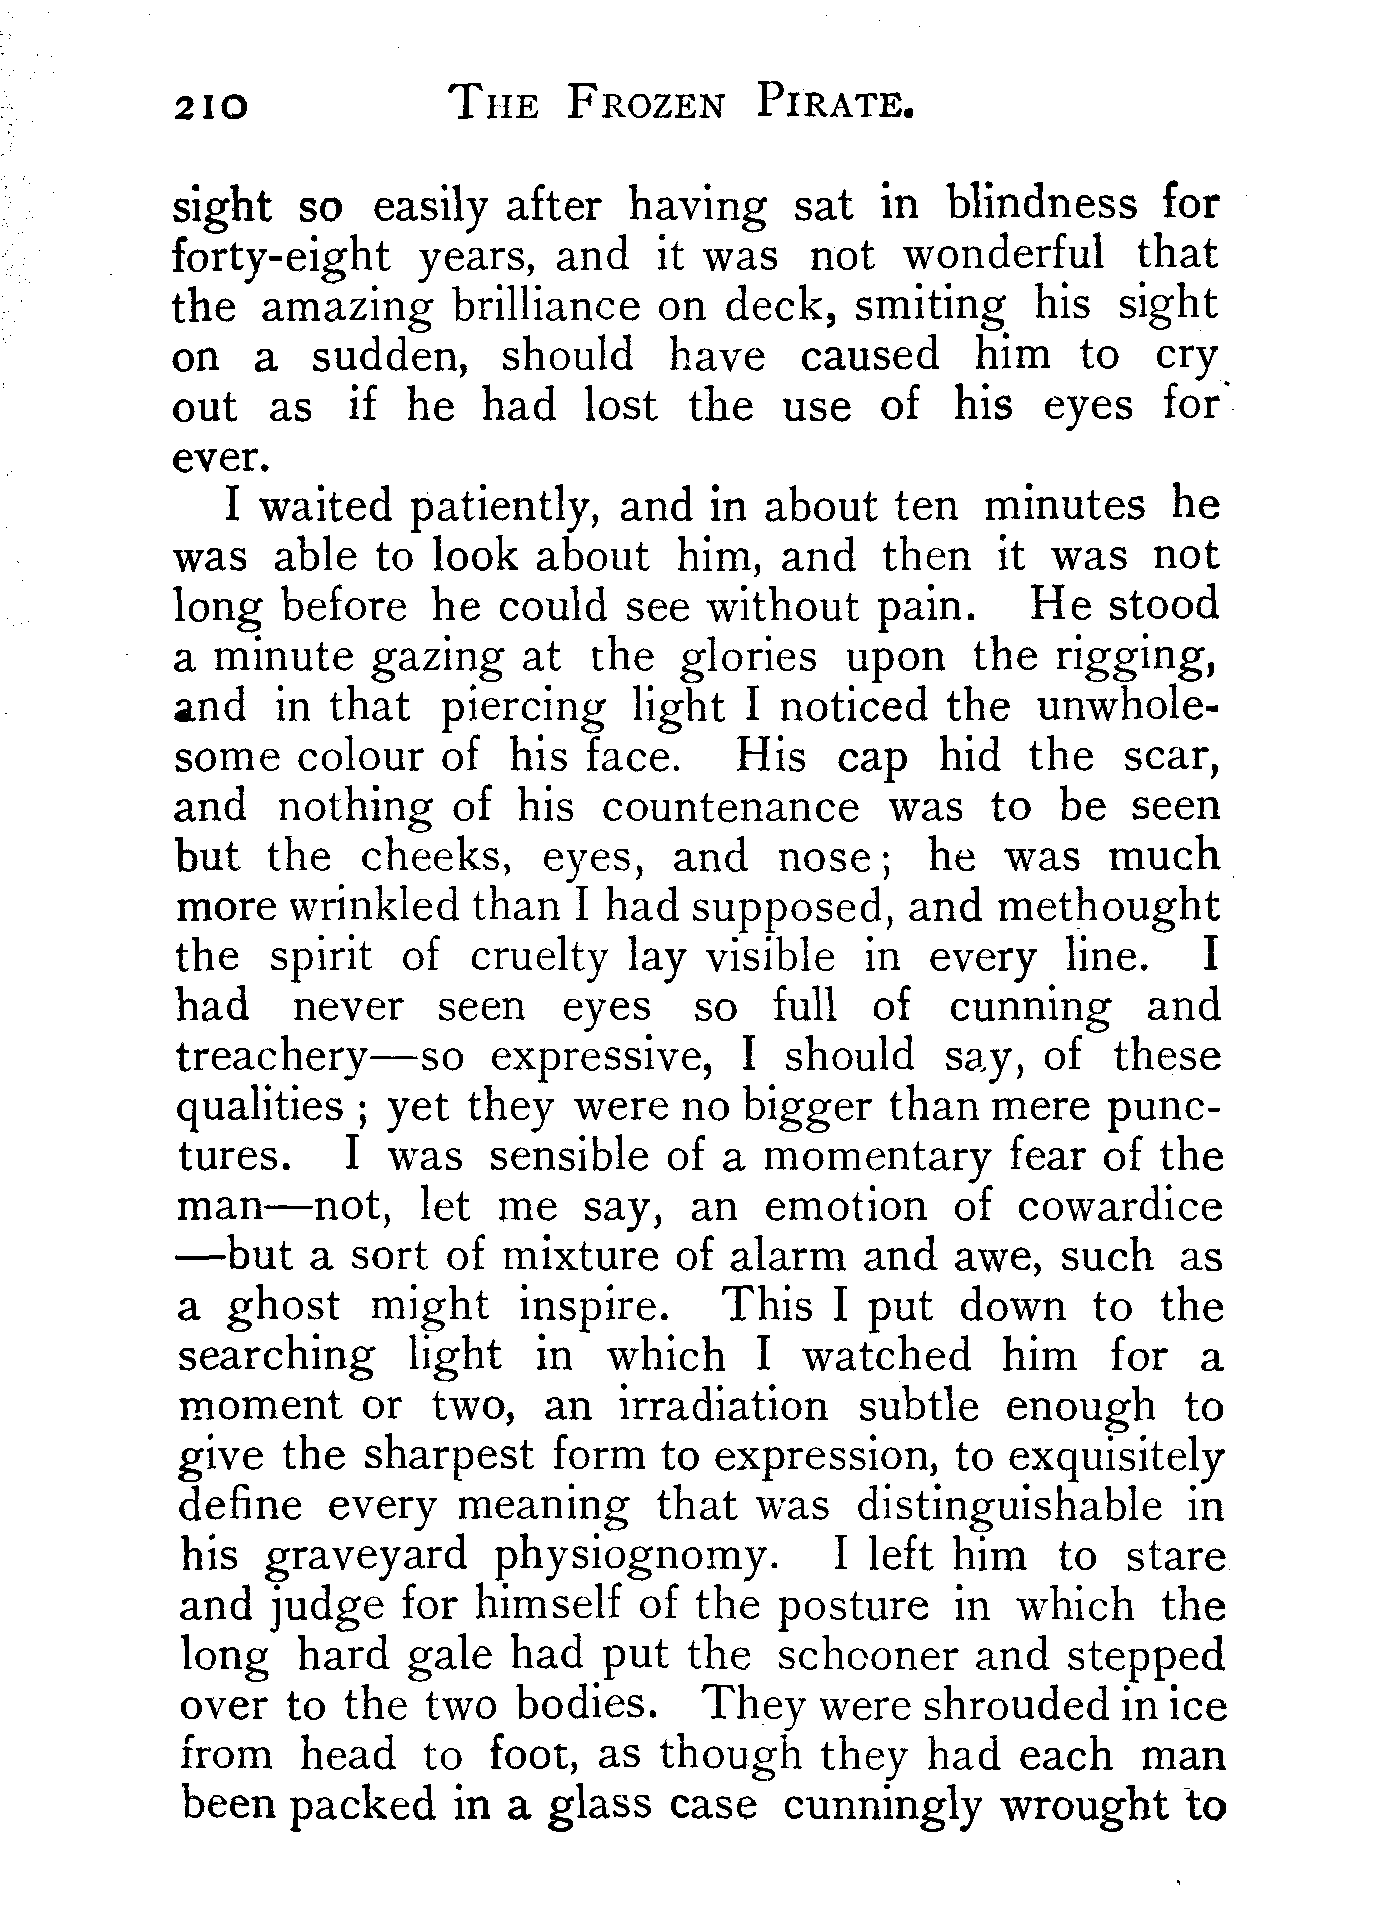 210 THE FROZEN PIRATE.
sight so easily after having sat in blindness for
forty-eight years, and it was not wonderful that
the amazing brilliance on deck, smiting his sight
on a sudden, should have caused him to cry
out as if he had lost the use of his eyes for
ever.
I waited patiently, and in about ten minutes he
was able to look about him, and then it was not
long before he could see without pain. He stood
a minute gazing at the glories upon the rigging,
and in that piercing light I noticed the unwhole-
some colour of his face. His cap hid the scar,
and nothing of his countenance was to be seen
but the cheeks, eyes, and nose; he was much
more wrinkled than I had supposed, and methought
the spirit of cruelty lay visible in every line. I
had never seen eyes so full of cunning and
treachery—so expressive, I should say, of these
qualities; yet they were no bigger than mere punc-
tures. I was sensible of a momentary fear of the
man—not, let me say, an emotion of cowardice
—but a sort of mixture of alarm and awe, such as
a ghost might inspire. This I put down to the
searching light in which I watched him for a
moment or two, an irradiation subtle enough to
give the sharpest form to expression, to exquisitely
define every meaning that was distinguishable in
his graveyard physiognomy. I left him to stare
and judge for himself of the posture in which the
long hard gale had put the schooner and stepped
over to the two bodies. They were shrouded in ice
from head to foot, as though they had each man
been packed in a glass case cunningly wrought to